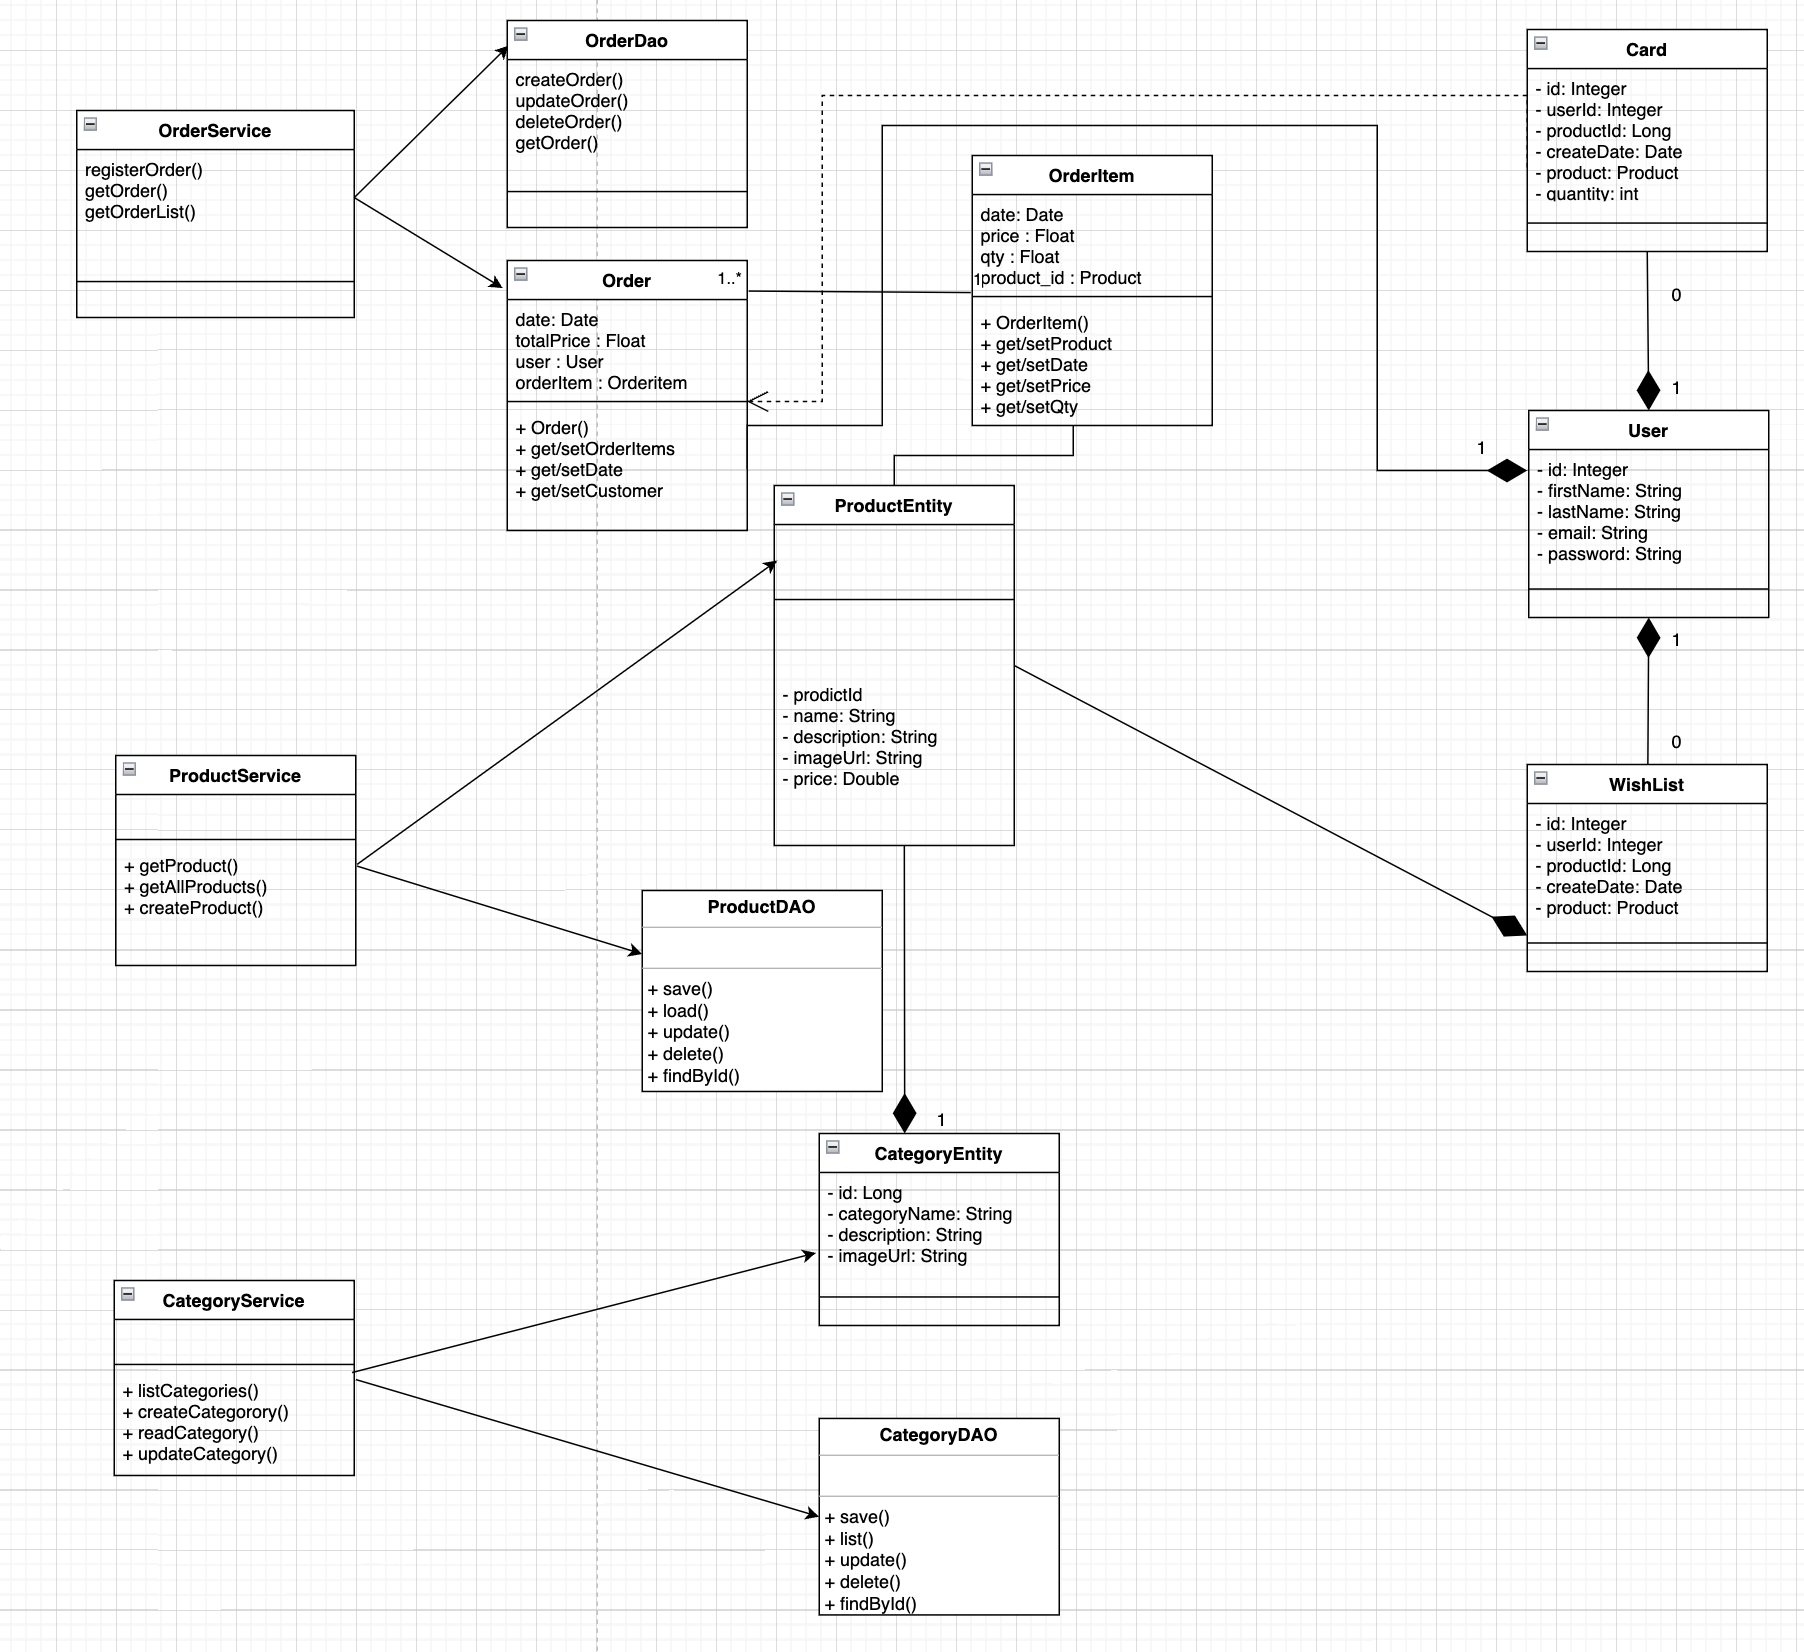 OrderDao
createOrder()
updateOrder()
deleteOrder()
getOrder()
Card
- id: Integer
- userId: Integer
- productId: Long
- createDate: Date
- product: Product
- quantity: int
OrderService
registerOrder()
getOrder()
getOrderList()
OrderItem
date: Date
price : Float
qty : Float
1
product_id : Product
+ OrderItem()
+ get/setProduct
+ get/setDate
+ get/setPrice
+ get/setQty
Order
1..*
date: Date
totalPrice : Float
user : User
orderItem : Orderitem
+ Order()
+ get/setOrderItems
+ get/setDate
+ get/setCustomer
0
1
User
- id: Integer
- firstName: String
- lastName: String
- email: String
- password: String
1
1
0
ProductEntity
- prodictId
- name: String
- description: String
- imageUrl: String
- price: Double
ProductService
+ getProduct()
+ getAllProducts()
+ createProduct()
WishList
- id: Integer
- userId: Integer
- productId: Long
- createDate: Date
- product: Product
ProductDAO
+ save()
+ load()
+ update()
+ delete()
+ findById()
1
CategoryEntity
- id: Long
- categoryName: String
- description: String
- imageUrl: String
CategoryService
+ listCategories()
+ createCategorory()
+ readCategory()
+ updateCategory()
CategoryDAO
+ save()
+ list()
+ update()
+ delete()
+ findById()